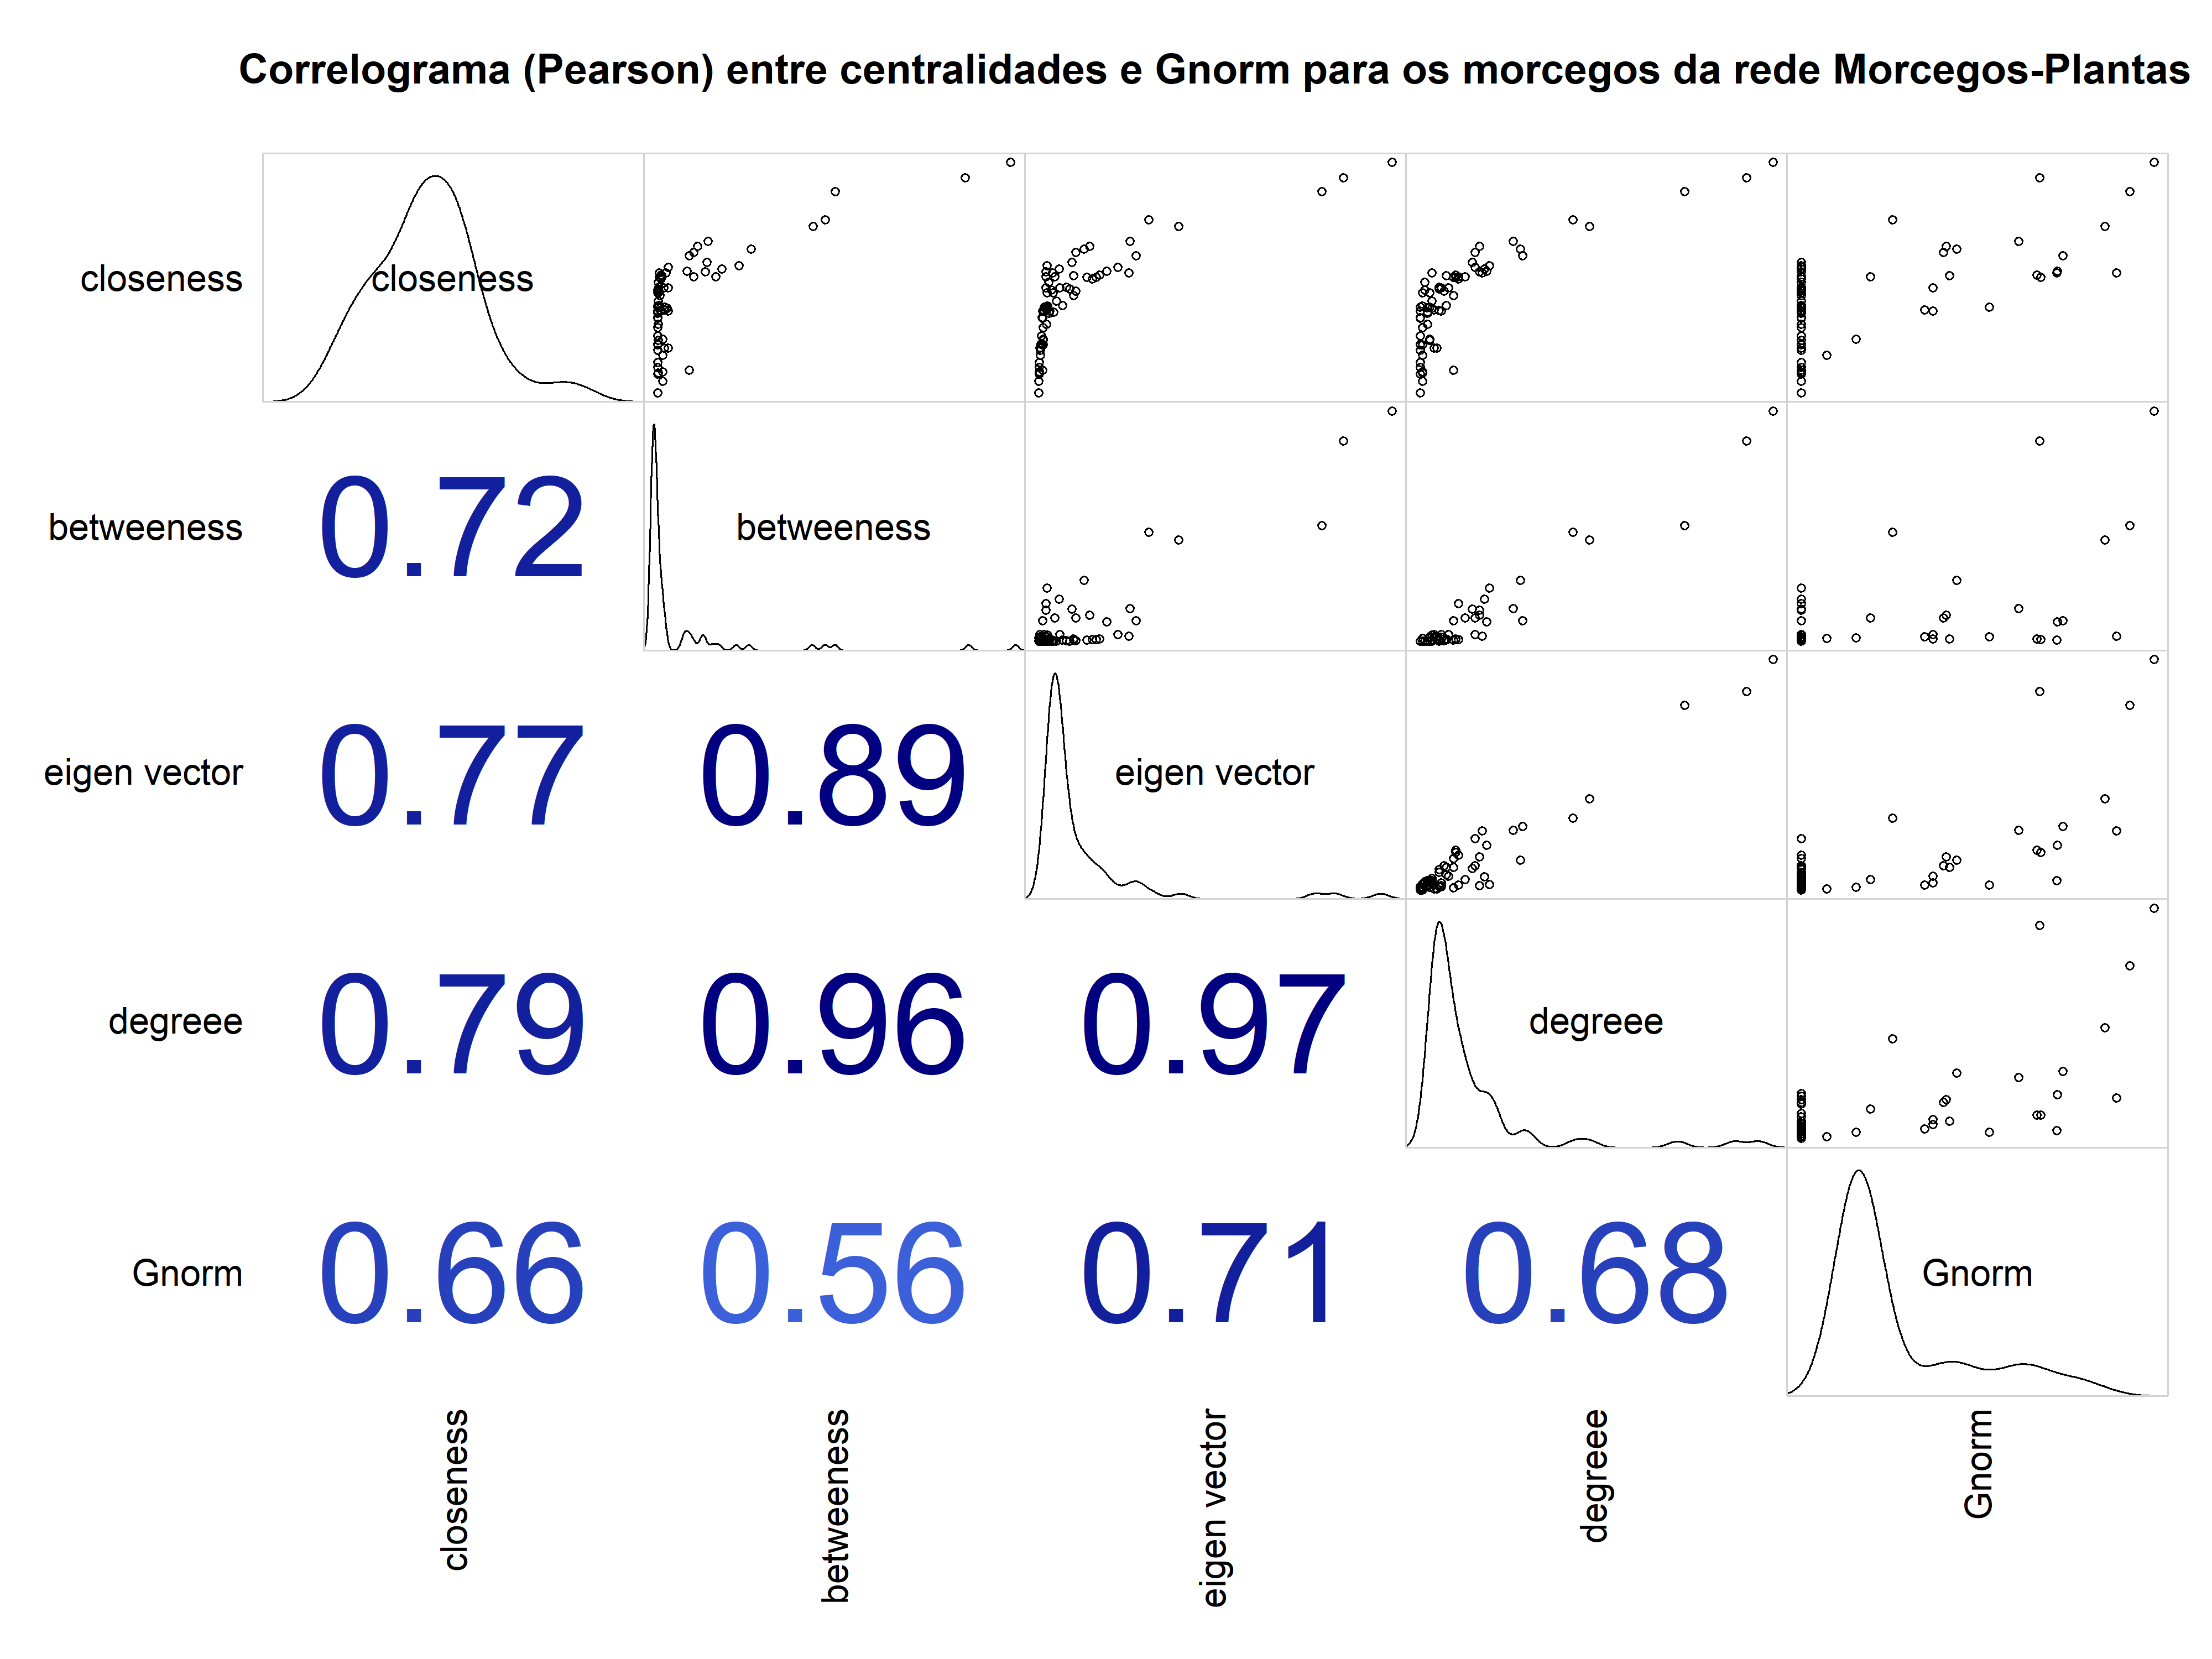 Correlograma (Pearson) entre centralidades e Gnorm para os morcegos da rede Morcegos-Plantas
closeness
closeness
betweeness
0.72
betweeness
eigen vector
0.77
0.89
eigen vector
degreee
0.79
0.96
0.97
degreee
Gnorm
0.66
0.56
0.71
0.68
Gnorm
closeness
betweeness
eigen vector
degreee
Gnorm